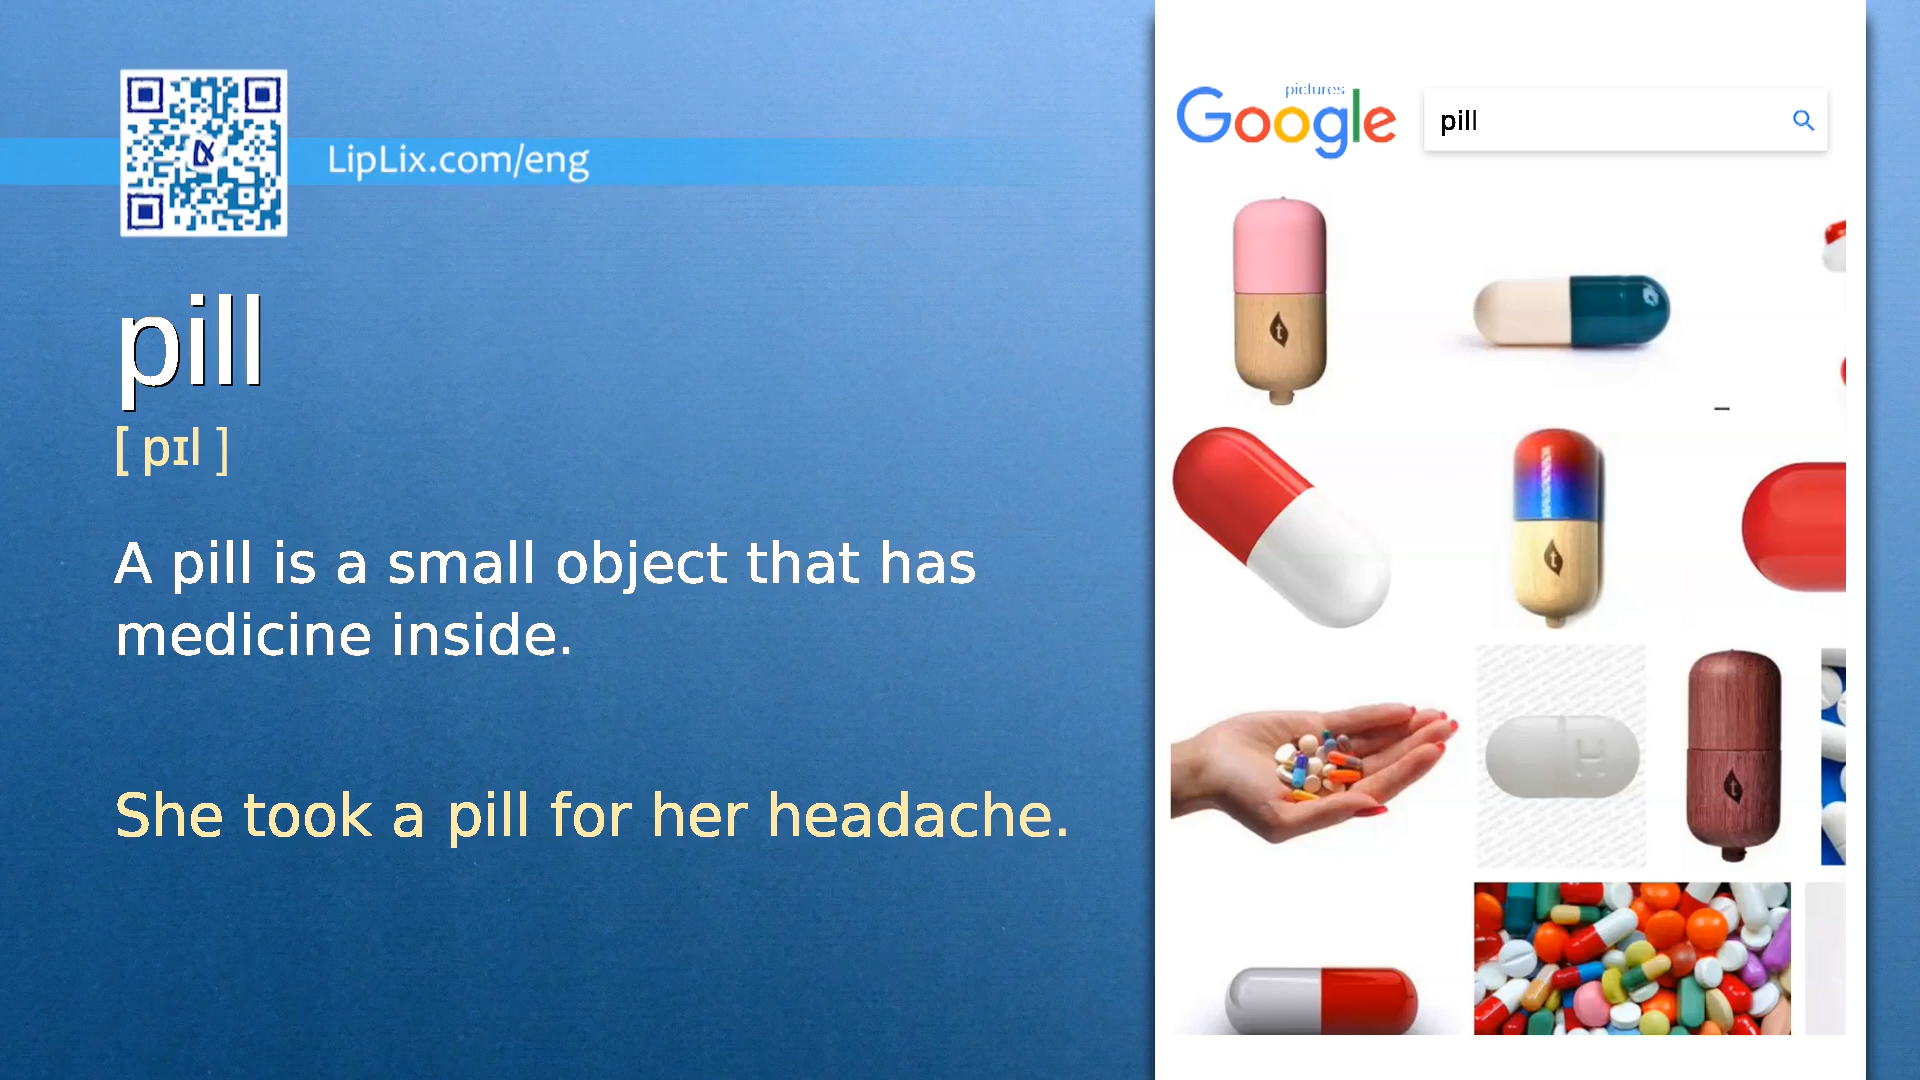 LipLix.com/eng
pill
[ pɪl ]
A pill is a small object that has
medicine inside.
She took a pill for her headache.
pictures
Google
pill
t
t
H
t